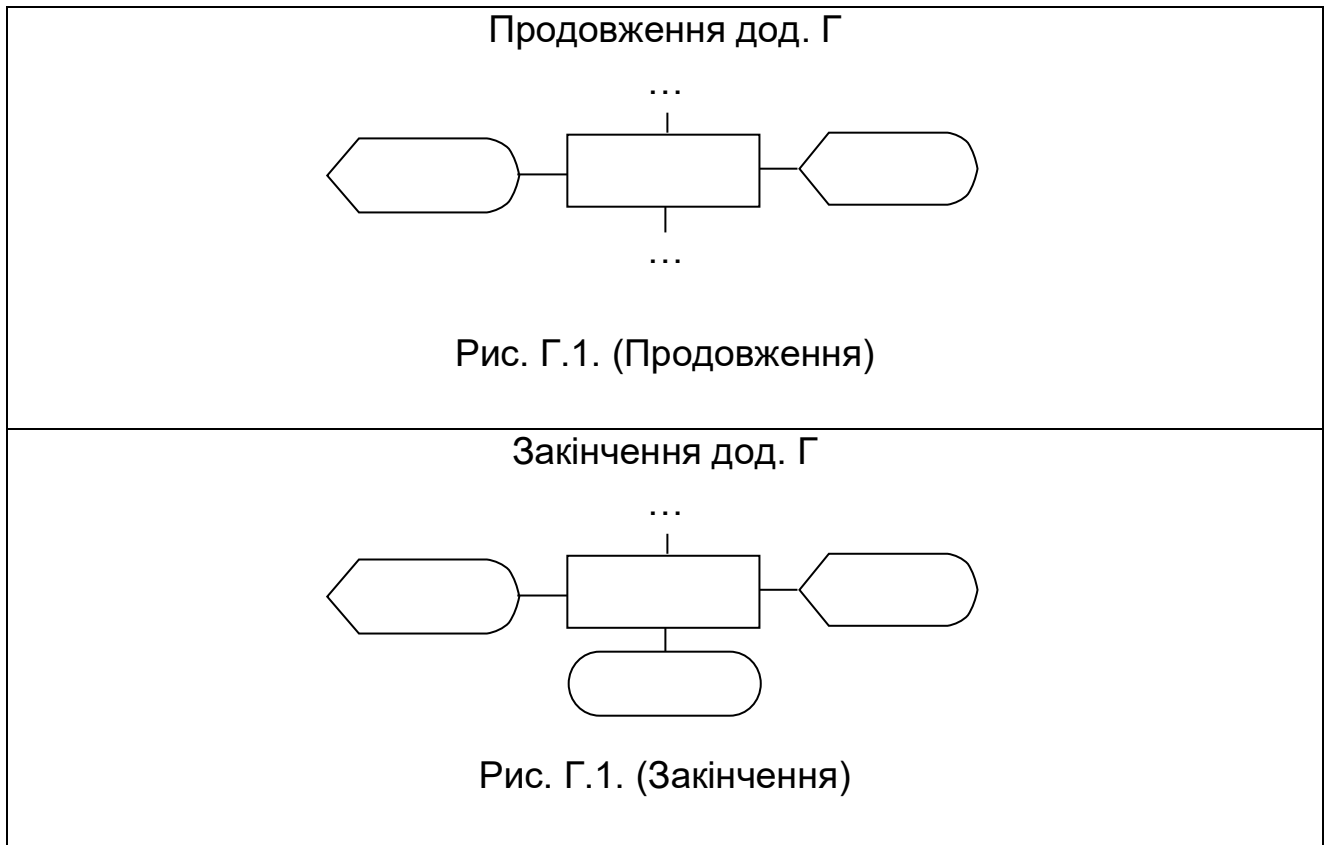 Продовження дод. Г
…
…
Рис. Г.1. (Продовження)
Закінчення дод. Г
…
Рис. Г.1. (Закінчення)